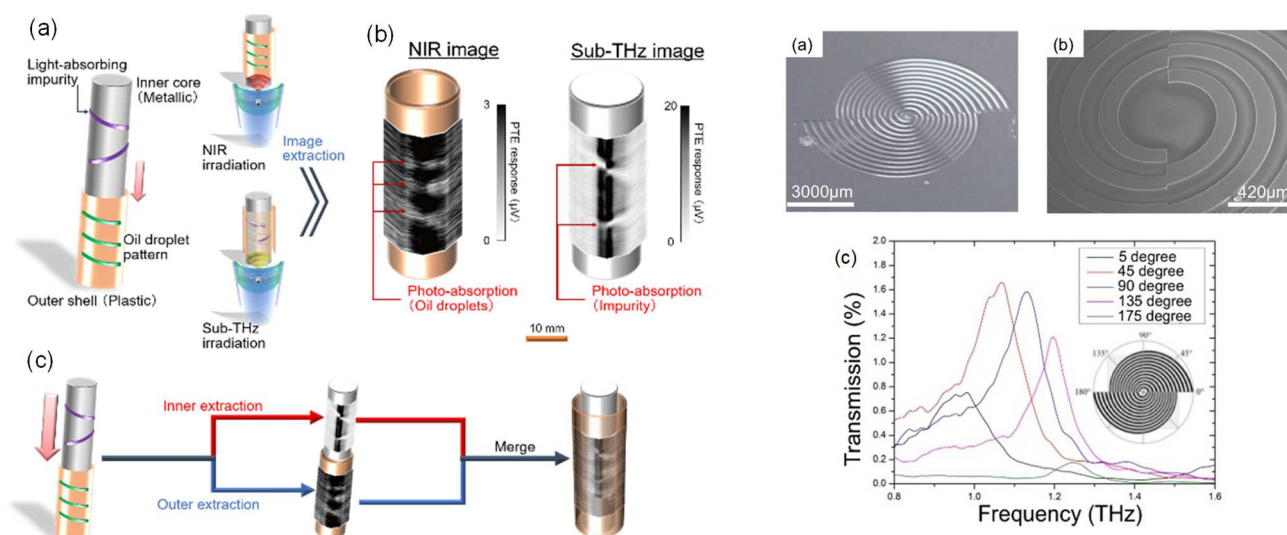 (a)
Light-absorbing
impurity
Inner core
(Metallic)
Oil droplet
pattern
Outer shell (Plastic)
NIR
irradiation
Sub-THz
irradiation
Image
extraction
(b)
NIR image
3
PTE response (μV)
0
Photo-absorption
(Oil droplets)
Sub-THz image
20
PTE response (μV)
0
Photo-absorption
(Impurity)
10 mm
(c)
Inner extraction
Outer extraction
Merge
(a)
3000μm
(b)
420μm
(c)
Transmission (%)
2.0
1.8
1.6
1.4
1.2
1.0
0.8
0.6
0.4
0.2
0.0
5 degree
45 degree
90 degree
135 degree
175 degree
90°
135°
45°
180°
0°
0.8 1.0 1.2 1.4 1.6
Frequency (THz)